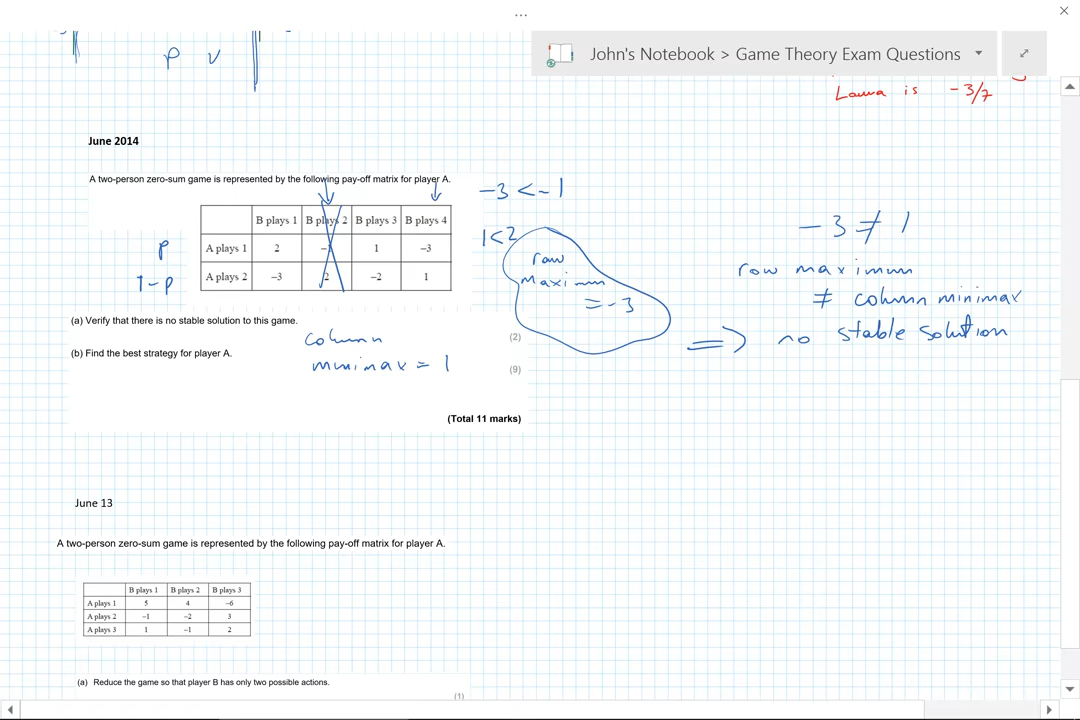 John's Notebook > Game Theory Exam Questions
p v
Laura is -3/7
June 2014
A two-person zero-sum game is represented by the following pay-off matrix for player A.
-3 < -1
B plays 1 B plays 2 B plays 3 B plays 4
p A plays 1 2 -1 1 -3
1-p A plays 2 -3 2 -2 1
1<2
row
maximin
= -3
-3 ≠ 1
row maximum
≠ column minimax
⇒ no stable solution
(a) Verify that there is no stable solution to this game.
(2)
column
minimax = 1
(b) Find the best strategy for player A.
(9)
(Total 11 marks)
June 13
A two-person zero-sum game is represented by the following pay-off matrix for player A.
B plays 1 B plays 2 B plays 3
A plays 1 5 4 -6
A plays 2 -1 -2 3
A plays 3 1 -1 2
(a) Reduce the game so that player B has only two possible actions.
(1)